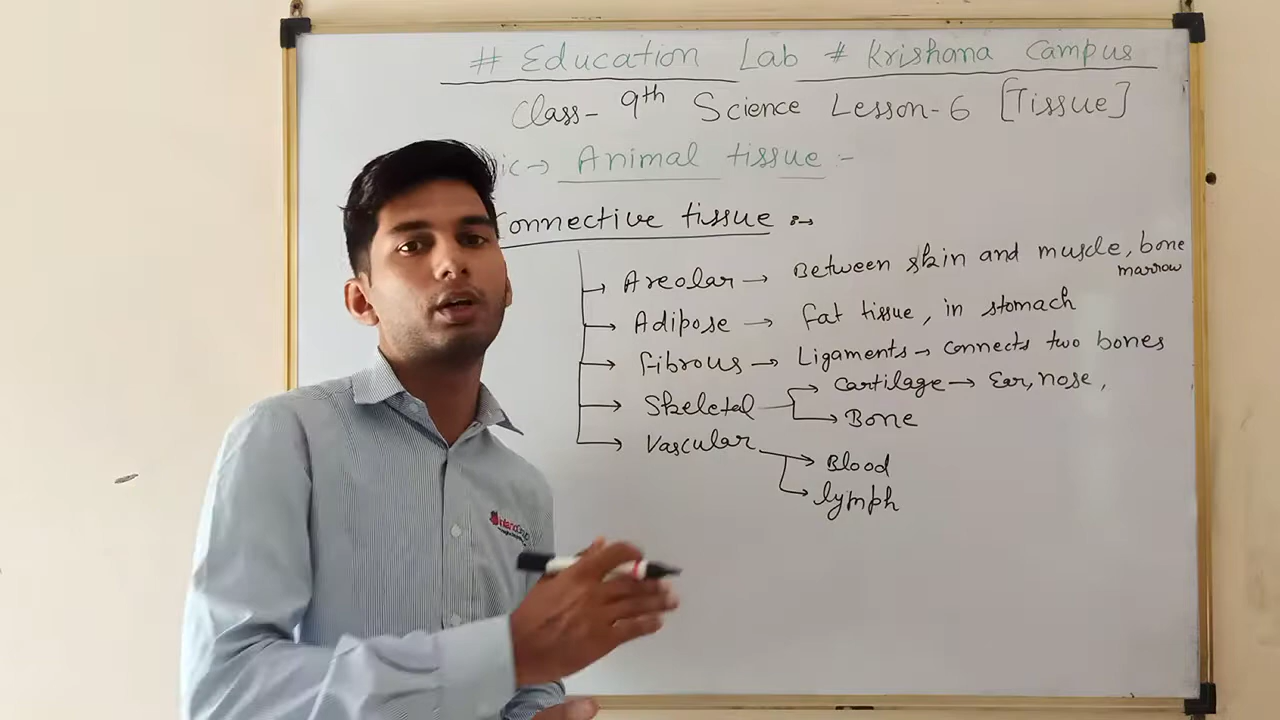 # Education Lab # Krishana Campus
Class- 9th Science Lesson-6 [Tissue]
ic → Animal tissue :-
Connective tissue :→
Areolar → Between skin and muscle, bone marrow
Adipose → fat tissue, in stomach
fibrous → Ligaments → connects two bones
Skeletal → Cartilage → Ear, nose,
→ Bone
Vascular → Blood
→ lymph